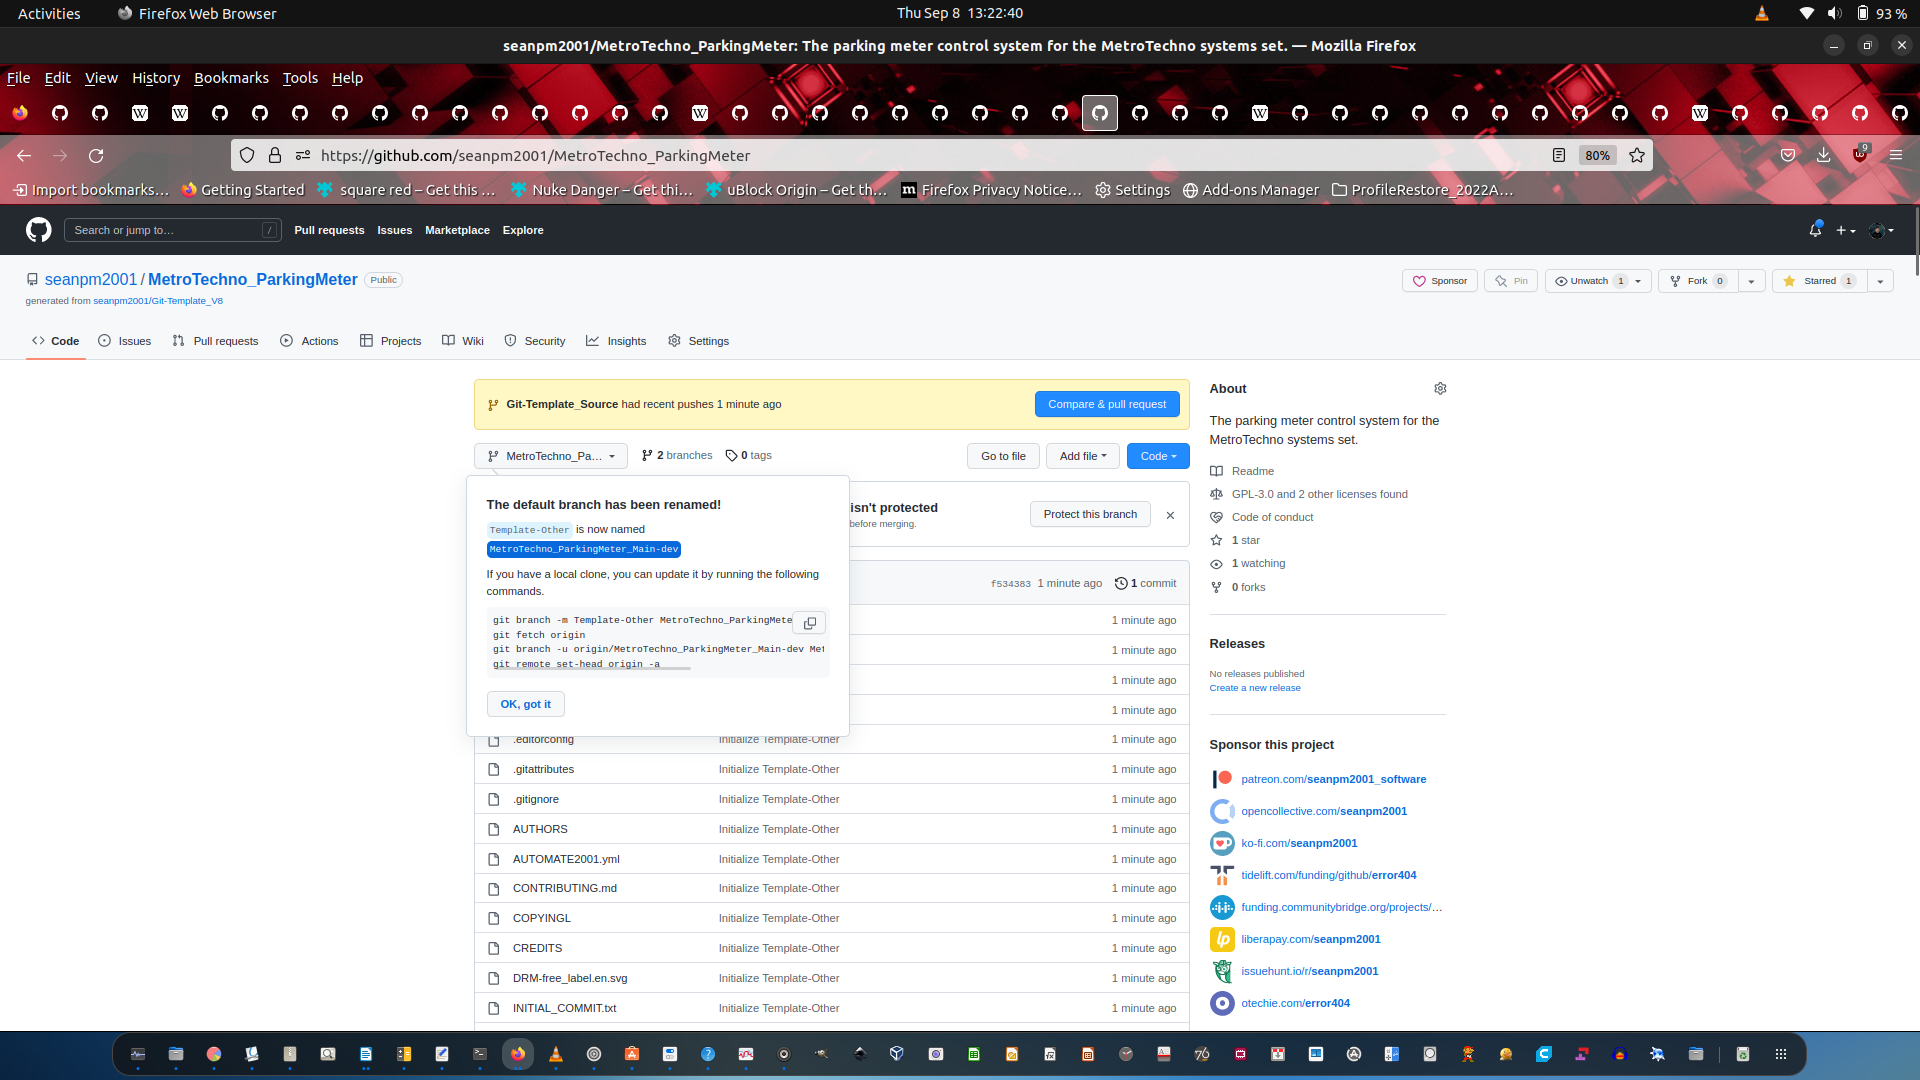 Activities
Firefox Web Browser
Thu Sep 8  13:22:40
93 %
seanpm2001/MetroTechno_ParkingMeter: The parking meter control system for the MetroTechno systems set. — Mozilla Firefox
File Edit View History Bookmarks Tools Help
https://github.com/seanpm2001/MetroTechno_ParkingMeter
80%
9
Import bookmarks…
Getting Started
square red – Get this …
Nuke Danger – Get thi…
uBlock Origin – Get th…
Firefox Privacy Notice…
Settings
Add-ons Manager
ProfileRestore_2022A…
Search or jump to…
/
Pull requests
Issues
Marketplace
Explore
seanpm2001 / MetroTechno_ParkingMeter
Public
generated from seanpm2001/Git-Template_V8
Sponsor
Pin
Unwatch 1
Fork 0
Starred 1
Code
Issues
Pull requests
Actions
Projects
Wiki
Security
Insights
Settings
Git-Template_Source had recent pushes 1 minute ago
Compare & pull request
MetroTechno_Pa…
2 branches
0 tags
Go to file
Add file
Code
The default branch has been renamed!
Template-Other is now named
MetroTechno_ParkingMeter_Main-dev
If you have a local clone, you can update it by running the following
commands.
git branch -m Template-Other MetroTechno_ParkingMete
git fetch origin
git branch -u origin/MetroTechno_ParkingMeter_Main-dev Met
git remote set-head origin -a
OK, got it
isn't protected
before merging.
Protect this branch
f534383 1 minute ago
1 commit
1 minute ago
1 minute ago
1 minute ago
1 minute ago
.editorconfig Initialize Template-Other 1 minute ago
.gitattributes Initialize Template-Other 1 minute ago
.gitignore Initialize Template-Other 1 minute ago
AUTHORS Initialize Template-Other 1 minute ago
AUTOMATE2001.yml Initialize Template-Other 1 minute ago
CONTRIBUTING.md Initialize Template-Other 1 minute ago
COPYINGL Initialize Template-Other 1 minute ago
CREDITS Initialize Template-Other 1 minute ago
DRM-free_label.en.svg Initialize Template-Other 1 minute ago
INITIAL_COMMIT.txt Initialize Template-Other 1 minute ago
About
The parking meter control system for the
MetroTechno systems set.
Readme
GPL-3.0 and 2 other licenses found
Code of conduct
1 star
1 watching
0 forks
Releases
No releases published
Create a new release
Sponsor this project
patreon.com/seanpm2001_software
opencollective.com/seanpm2001
ko-fi.com/seanpm2001
tidelift.com/funding/github/error404
funding.communitybridge.org/projects/…
liberapay.com/seanpm2001
issuehunt.io/r/seanpm2001
otechie.com/error404